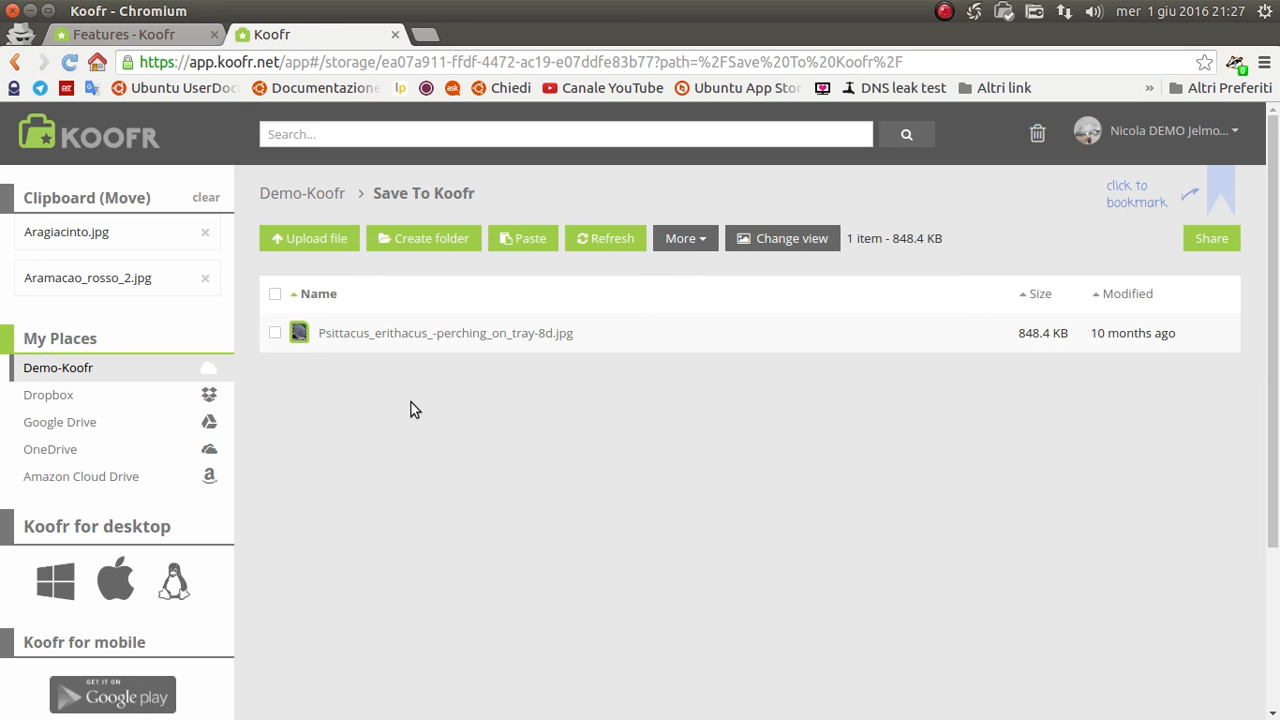 Koofr - Chromium
mer 1 giu 2016 21:27
Features - Koofr
Koofr
https://app.koofr.net/app#/storage/ea07a911-ffdf-4472-ac19-e07ddfe83b77?path=%2FSave%20To%20Koofr%2F
0
Ubuntu UserDoc
Documentazione
lp
ask
Chiedi
Canale YouTube
Ubuntu App Stor
DNS leak test
Altri link
»
Altri Preferiti
KOOFR
Search...
Nicola DEMO Jelmo...
Clipboard (Move)
clear
Aragiacinto.jpg
Aramacao_rosso_2.jpg
My Places
Demo-Koofr
Dropbox
Google Drive
OneDrive
Amazon Cloud Drive
Koofr for desktop
Koofr for mobile
GET IT ON
Google play
Demo-Koofr > Save To Koofr
click to
bookmark
Upload file
Create folder
Paste
Refresh
More
Change view
1 item - 848.4 KB
Share
Name
Size
Modified
Psittacus_erithacus_-perching_on_tray-8d.jpg
848.4 KB
10 months ago